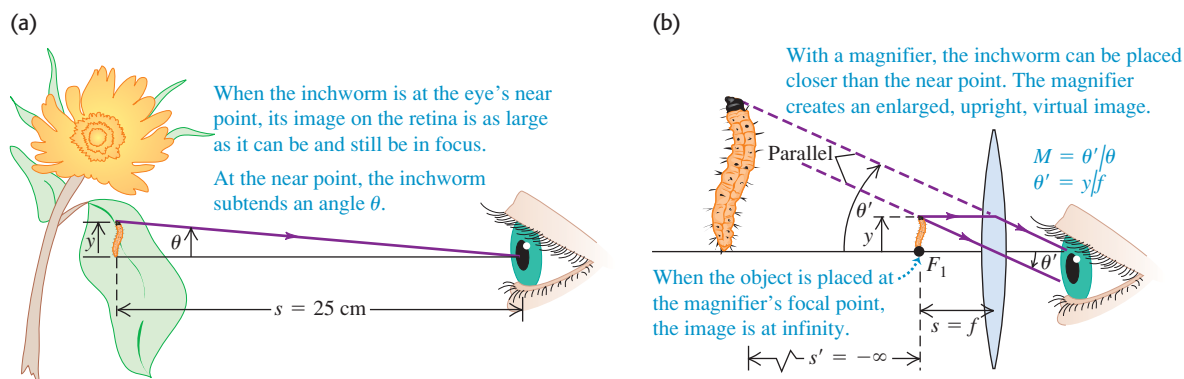 (a)
When the inchworm is at the eye's near
point, its image on the retina is as large
as it can be and still be in focus.
At the near point, the inchworm
subtends an angle θ.
y
θ
s = 25 cm
(b)
With a magnifier, the inchworm can be placed
closer than the near point. The magnifier
creates an enlarged, upright, virtual image.
Parallel
M = θ′/θ
θ′ = y/f
θ′
y
F₁
θ′
When the object is placed at
the magnifier's focal point,
the image is at infinity.
s = f
s′ = −∞